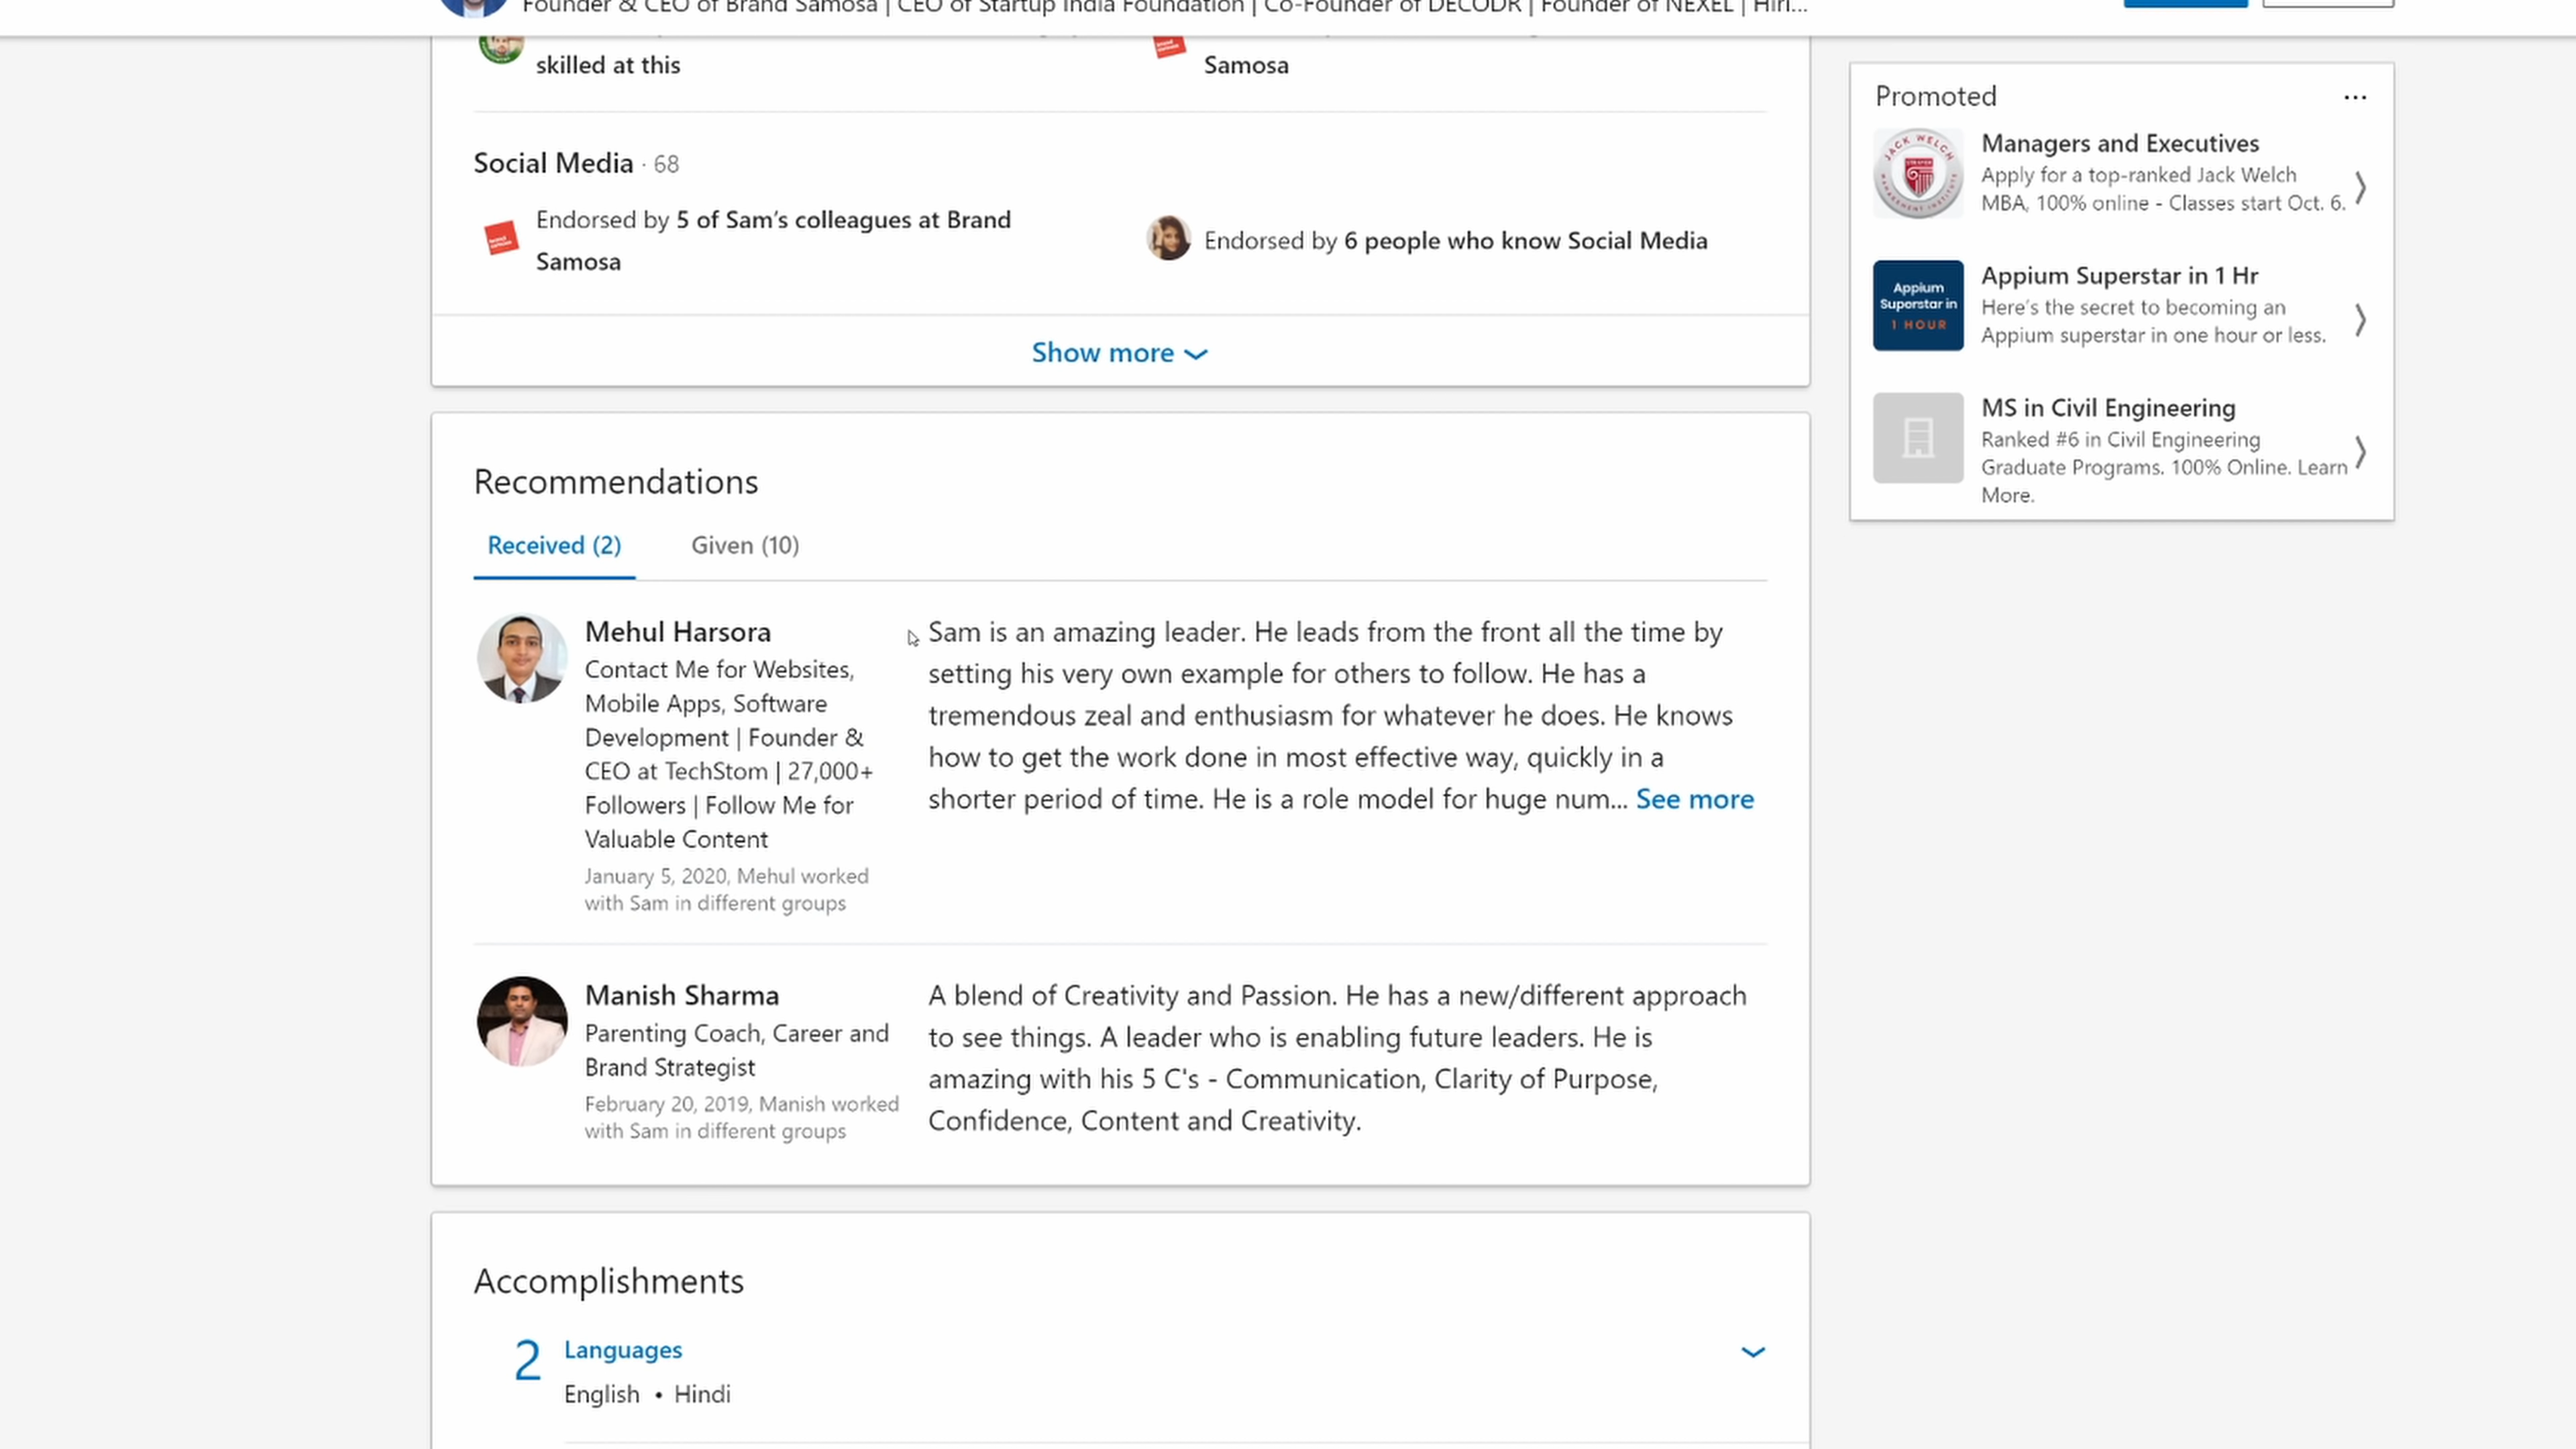 Founder & CEO of Brand Samosa | CEO of Startup India Foundation | Co-Founder of DECODR | Founder of NEXEL | Hiri...
skilled at this
Samosa
Social Media · 68
Endorsed by 5 of Sam’s colleagues at Brand
Samosa
Endorsed by 6 people who know Social Media
Show more
Recommendations
Received (2)
Given (10)
Mehul Harsora
Contact Me for Websites,
Mobile Apps, Software
Development | Founder &
CEO at TechStom | 27,000+
Followers | Follow Me for
Valuable Content
January 5, 2020, Mehul worked
with Sam in different groups
Sam is an amazing leader. He leads from the front all the time by
setting his very own example for others to follow. He has a
tremendous zeal and enthusiasm for whatever he does. He knows
how to get the work done in most effective way, quickly in a
shorter period of time. He is a role model for huge num... See more
Manish Sharma
Parenting Coach, Career and
Brand Strategist
February 20, 2019, Manish worked
with Sam in different groups
A blend of Creativity and Passion. He has a new/different approach
to see things. A leader who is enabling future leaders. He is
amazing with his 5 C's - Communication, Clarity of Purpose,
Confidence, Content and Creativity.
Accomplishments
2
Languages
English • Hindi
Promoted
JACK WELCH
MANAGEMENT INSTITUTE
Managers and Executives
Apply for a top-ranked Jack Welch
MBA, 100% online - Classes start Oct. 6.
Appium
Superstar in
1 HOUR
Appium Superstar in 1 Hr
Here's the secret to becoming an
Appium superstar in one hour or less.
MS in Civil Engineering
Ranked #6 in Civil Engineering
Graduate Programs. 100% Online. Learn
More.